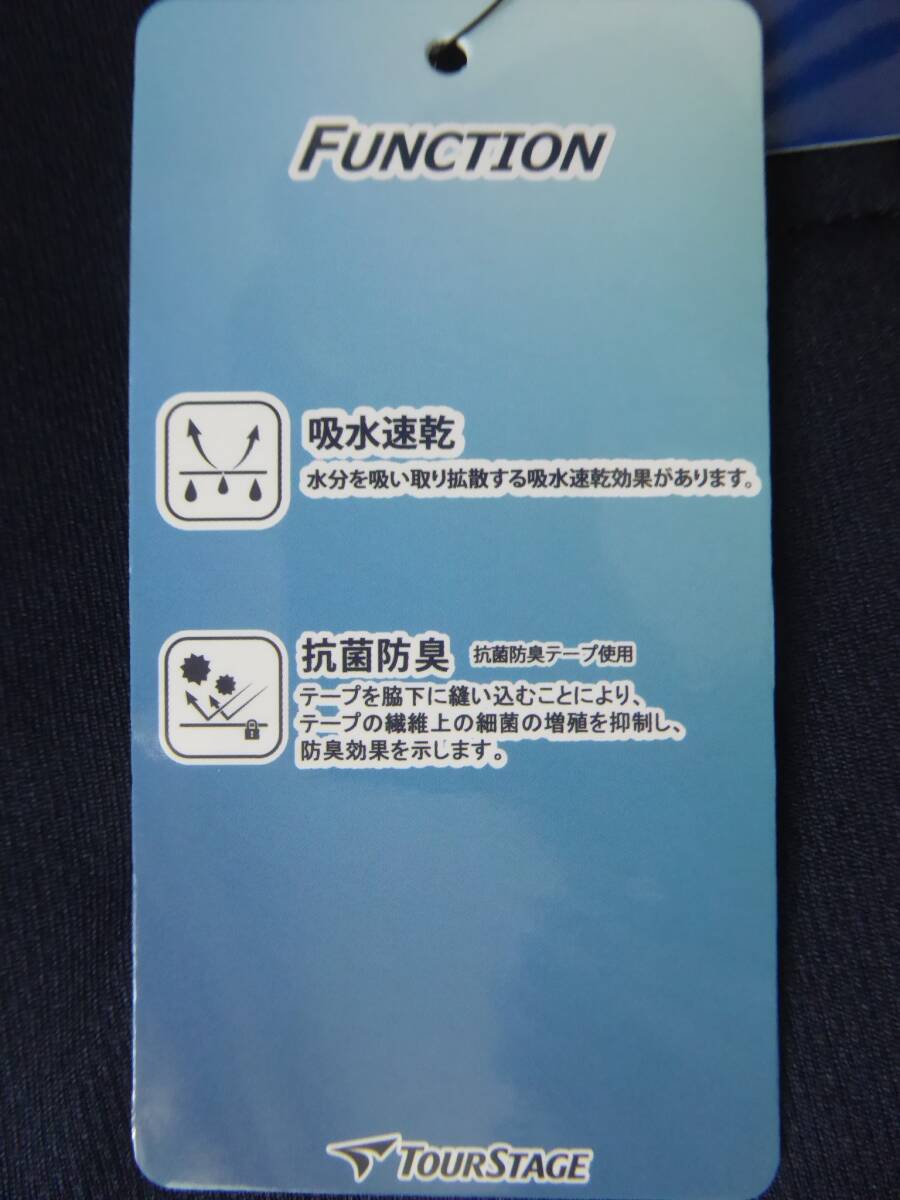 FUNCTION
吸水速乾
水分を吸い取り拡散する吸水速乾効果があります。
抗菌防臭 抗菌防臭テープ使用
テープを脇下に縫い込むことにより、
テープの繊維上の細菌の増殖を抑制し、
防臭効果を示します。
TOURSTAGE